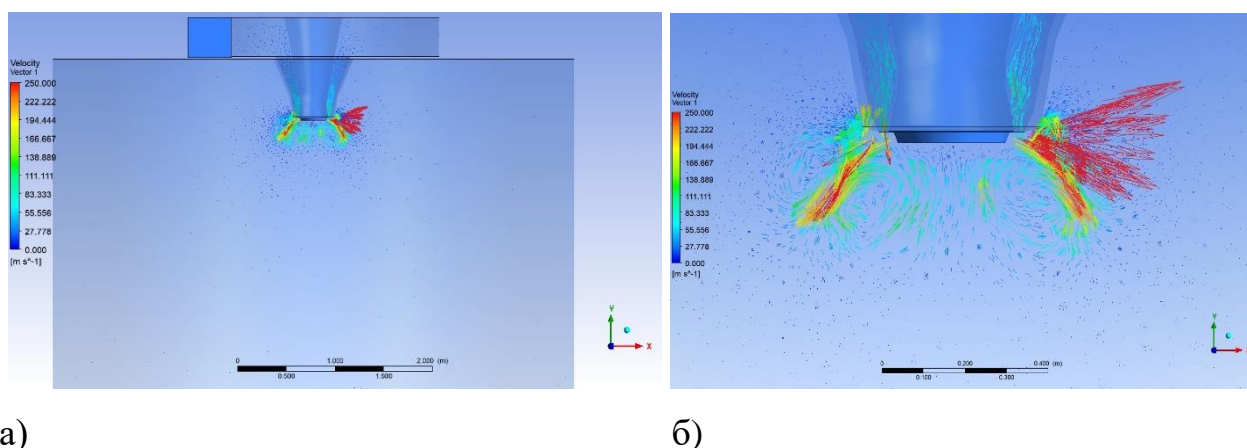 Velocity
Vector 1
250.000
222.222
194.444
166.667
138.889
111.111
83.333
55.556
27.778
0.000
[m s^-1]
Y
X
0
1.000
2.000 (m)
0.500
1.500
а)
Velocity
Vector 1
250.000
222.222
194.444
166.667
138.889
111.111
83.333
55.556
27.778
0.000
[m s^-1]
Y
0
0.200
0.400 (m)
0.100
0.300
б)